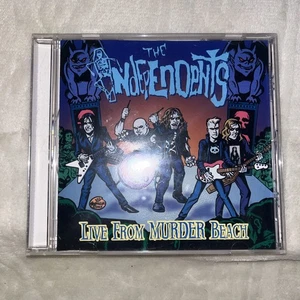 THE
INDEPENDENTS
LIVE FROM MURDER BEACH